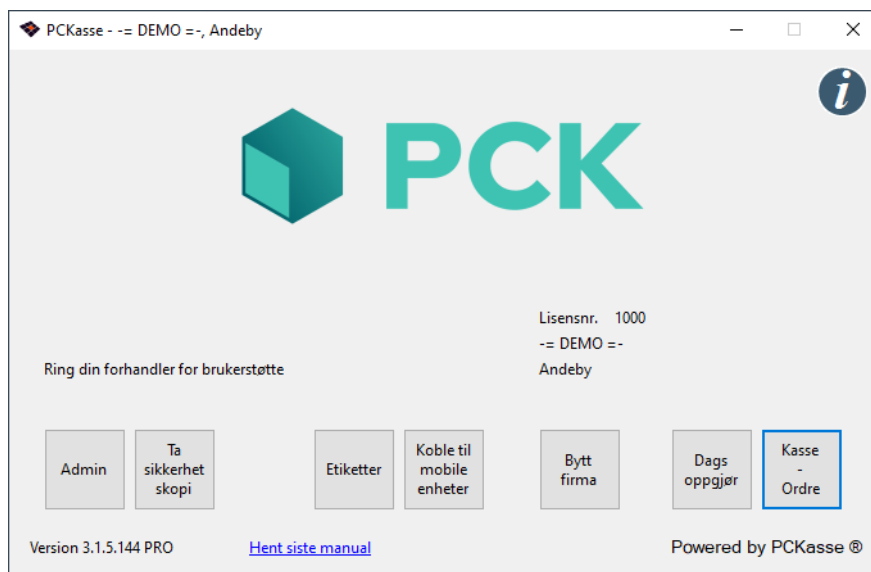 PCKasse - -= DEMO =-, Andeby
i
PCK
Lisensnr. 1000
-= DEMO =-
Ring din forhandler for brukerstøtte
Andeby
Admin
Ta
sikkerhet
skopi
Etiketter
Koble til
mobile
enheter
Bytt
firma
Dags
oppgjør
Kasse
-
Ordre
Version 3.1.5.144 PRO
Hent siste manual
Powered by PCKasse ®